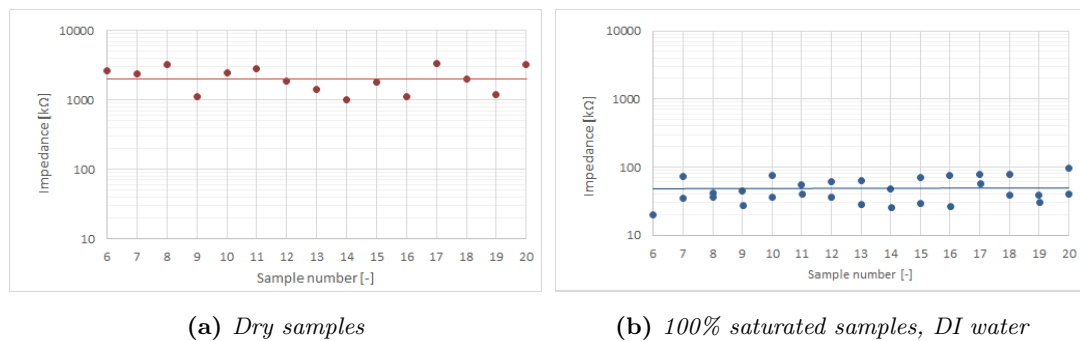 10000
1000
100
10
Impedance [kΩ]
6 7 8 9 10 11 12 13 14 15 16 17 18 19 20
Sample number [-]
(a) Dry samples
10000
1000
100
10
Impedance [kΩ]
6 7 8 9 10 11 12 13 14 15 16 17 18 19 20
Sample number [-]
(b) 100% saturated samples, DI water